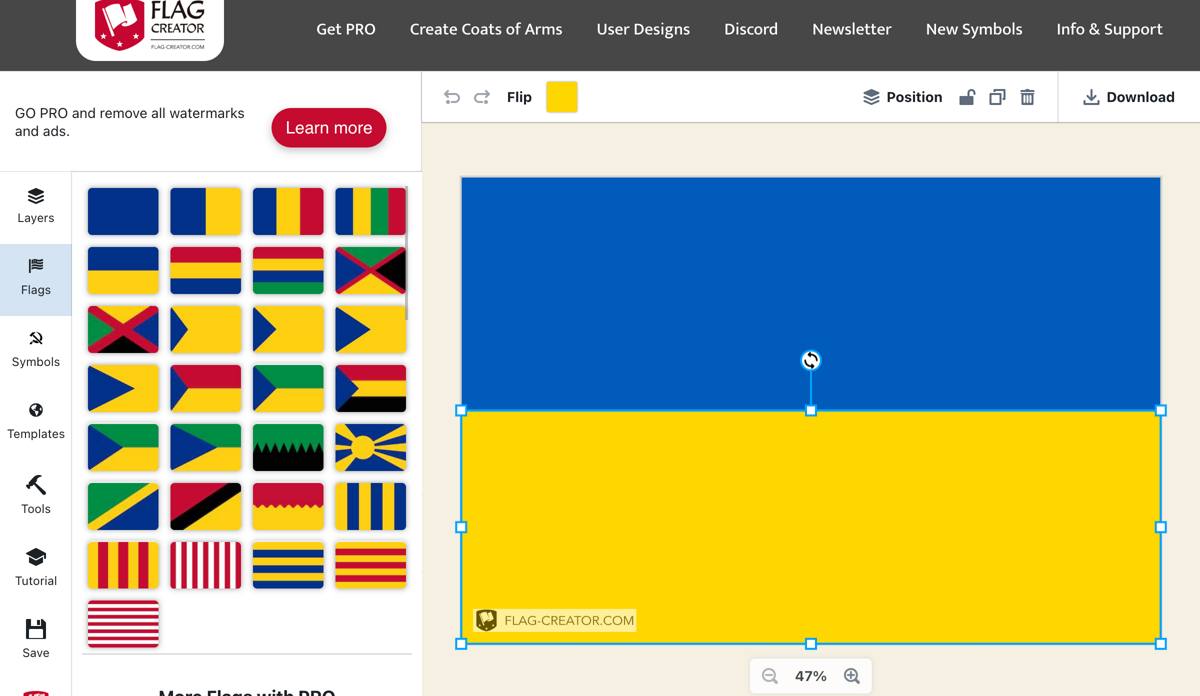 FLAG
CREATOR
FLAG-CREATOR.COM
Get PRO
Create Coats of Arms
User Designs
Discord
Newsletter
New Symbols
Info & Support
GO PRO and remove all watermarks
and ads.
Learn more
Flip
Position
Download
Layers
Flags
Symbols
Templates
Tools
Tutorial
Save
More Flags with PRO
FLAG-CREATOR.COM
47%